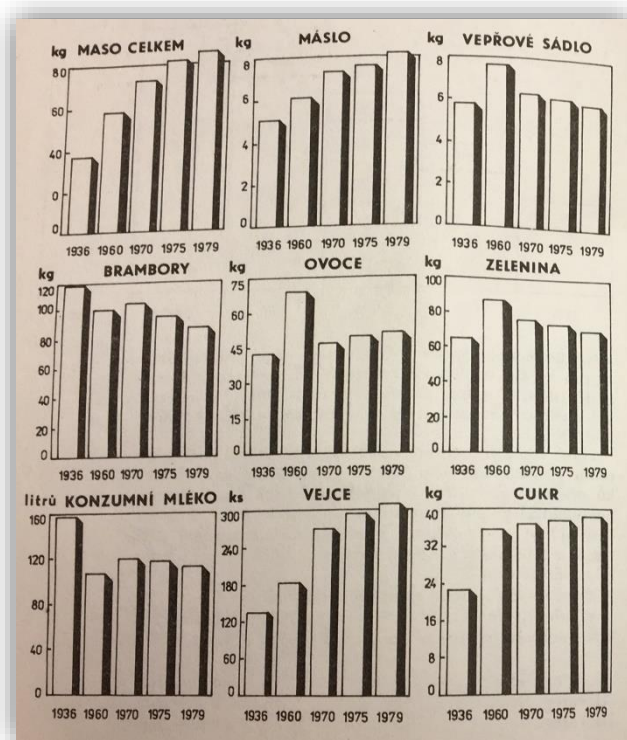 kg MASO CELKEM
80
60
40
0
0
1936 1960 1970 1975 1979
kg MÁSLO
8
6
4
2
0
1936 1960 1970 1975 1979
kg VEPŘOVÉ SÁDLO
8
6
4
2
0
1936 1960 1970 1975 1979
kg BRAMBORY
120
100
80
60
40
20
0
1936 1960 1970 1975 1979
kg OVOCE
75
60
45
30
15
0
1936 1960 1970 1975 1979
kg ZELENINA
100
80
60
40
20
0
1936 1960 1970 1975 1979
litrů KONZUMNÍ MLÉKO
160
120
80
40
0
1936 1960 1970 1975 1979
ks VEJCE
300
240
180
120
60
0
1936 1960 1970 1975 1979
kg CUKR
40
32
24
16
8
0
1936 1960 1970 1975 1979